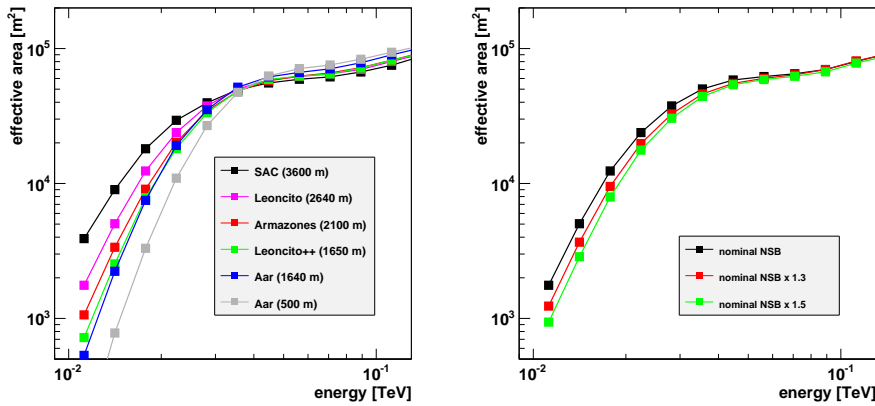 effective area [m²]
10⁵
10⁴
10³
SAC (3600 m)
Leoncito (2640 m)
Armazones (2100 m)
Leoncito++ (1650 m)
Aar (1640 m)
Aar (500 m)
10⁻²
10⁻¹
energy [TeV]
effective area [m²]
10⁵
10⁴
10³
nominal NSB
nominal NSB x 1.3
nominal NSB x 1.5
10⁻²
10⁻¹
energy [TeV]